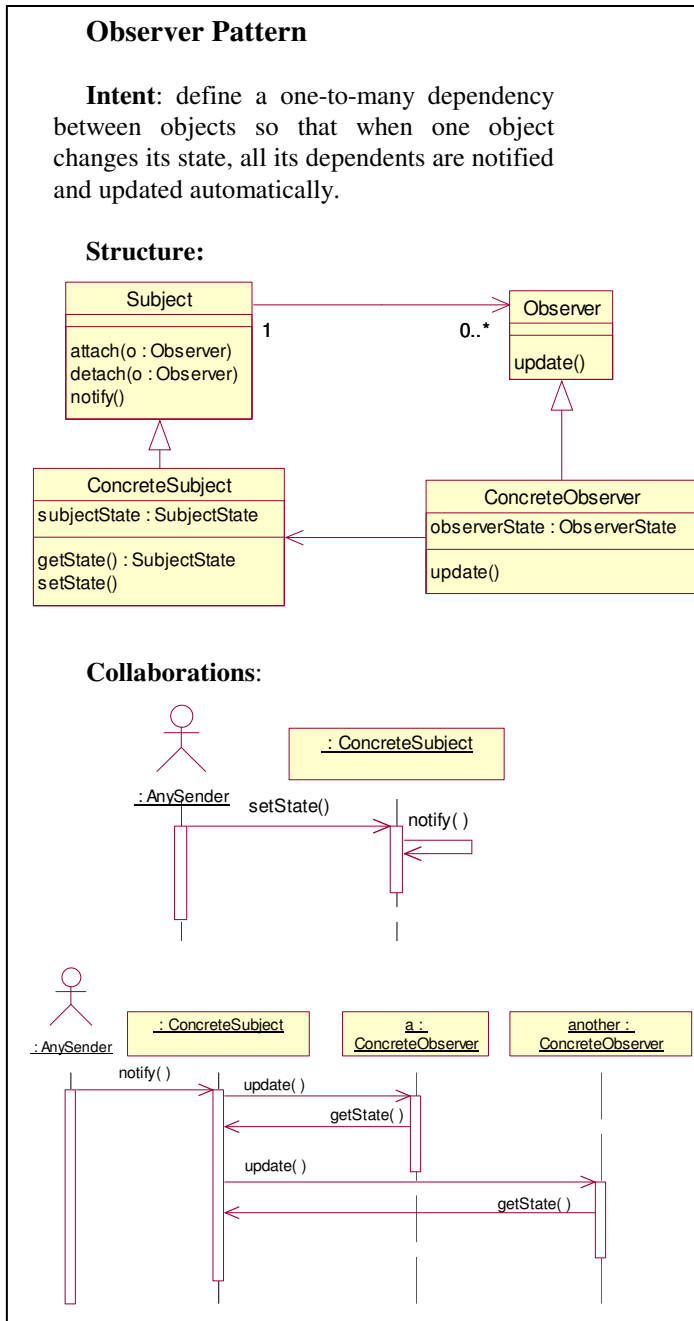 Observer Pattern
Intent: define a one-to-many dependency
between objects so that when one object
changes its state, all its dependents are notified
and updated automatically.
Structure:
Subject
attach(o : Observer)
detach(o : Observer)
notify()
1
0..*
Observer
update()
ConcreteSubject
subjectState : SubjectState
getState() : SubjectState
setState()
ConcreteObserver
observerState : ObserverState
update()
Collaborations:
: AnySender
: ConcreteSubject
setState()
notify( )
: AnySender
: ConcreteSubject
a :
ConcreteObserver
another :
ConcreteObserver
notify( )
update( )
getState( )
update( )
getState( )